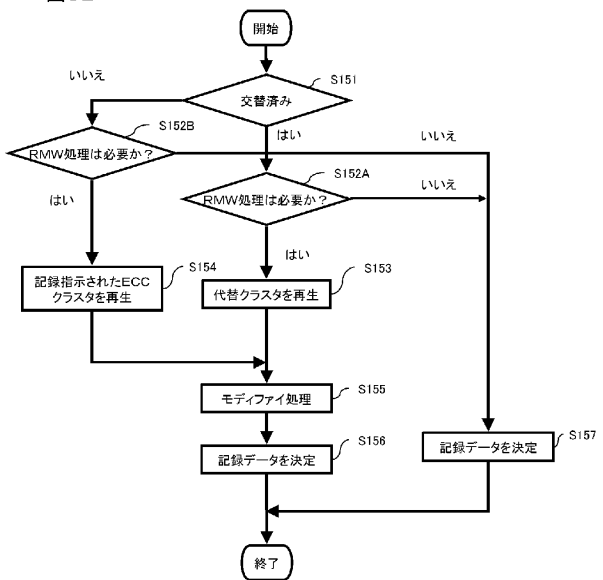 開始
S151
いいえ
交替済み
S152B
はい
いいえ
RMW処理は必要か?
S152A
いいえ
はい
RMW処理は必要か?
はい
S154
S153
記録指示されたECC
クラスタを再生
代替クラスタを再生
S155
モディファイ処理
S156
記録データを決定
S157
記録データを決定
終了